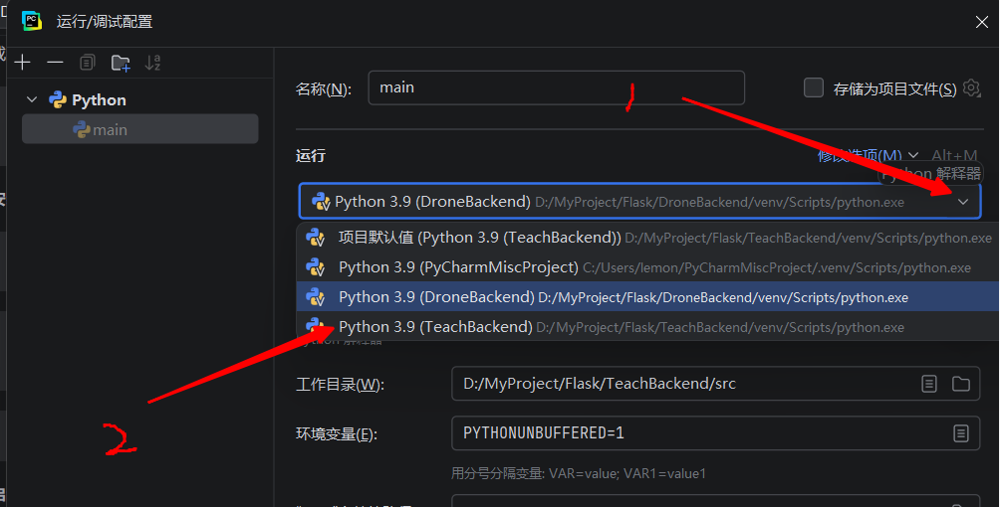 PC
运行/调试配置
Python
main
名称(N): main 存储为项目文件(S)
1
运行 修改选项(M) Alt+M
Python 解释器
Python 3.9 (DroneBackend) D:/MyProject/Flask/DroneBackend/venv/Scripts/python.exe
项目默认值 (Python 3.9 (TeachBackend)) D:/MyProject/Flask/TeachBackend/venv/Scripts/python.exe
Python 3.9 (PyCharmMiscProject) C:/Users/lemon/PyCharmMiscProject/.venv/Scripts/python.exe
Python 3.9 (DroneBackend) D:/MyProject/Flask/DroneBackend/venv/Scripts/python.exe
Python 3.9 (TeachBackend) D:/MyProject/Flask/TeachBackend/venv/Scripts/python.exe
工作目录(W): D:/MyProject/Flask/TeachBackend/src
2
环境变量(E): PYTHONUNBUFFERED=1
用分号分隔变量: VAR=value; VAR1=value1